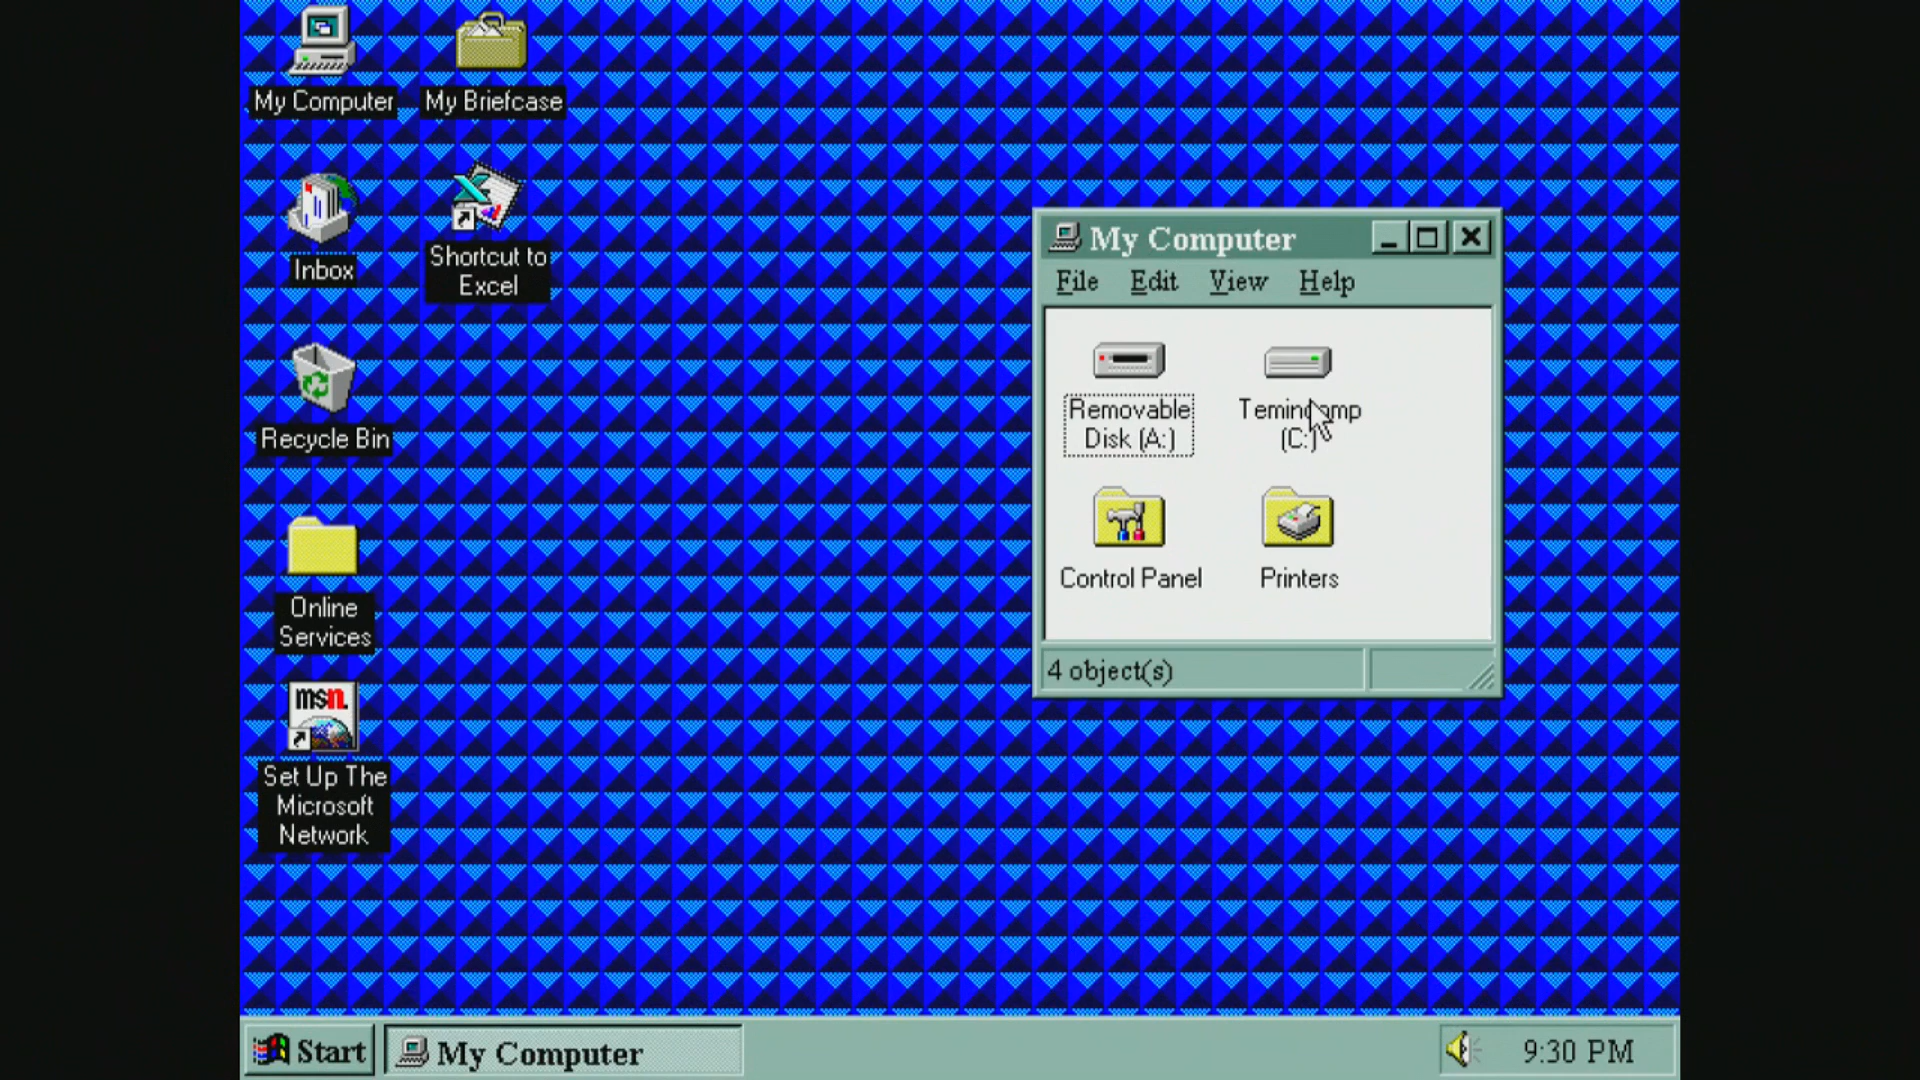 My Computer
My Briefcase
Inbox
Shortcut to
Excel
Recycle Bin
Online
Services
msn.
Set Up The
Microsoft
Network
My Computer
File Edit View Help
Removable
Disk (A:)
(C:)
Control Panel
Printers
4 object(s)
Start
My Computer
9:30 PM